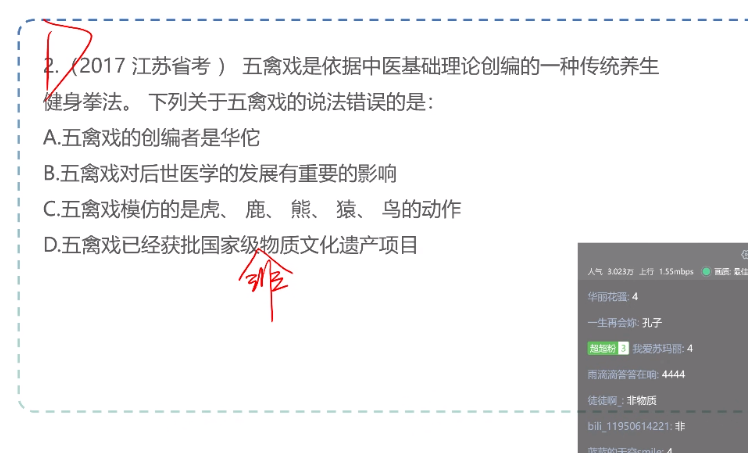 D
2.（2017 江苏省考 ） 五禽戏是依据中医基础理论创编的一种传统养生
健身拳法。 下列关于五禽戏的说法错误的是：
A.五禽戏的创编者是华佗
B.五禽戏对后世医学的发展有重要的影响
C.五禽戏模仿的是虎、 鹿、 熊、 猿、 鸟的动作
D.五禽戏已经获批国家级物质文化遗产项目
非
人气 3.023万 上行 1.55mbps 画质: 最佳
华丽花蓝: 4
一生再会妳: 孔子
超超粉 3 我爱苏玛丽: 4
雨滴滴答答在响: 4444
徒徒啊_: 非物质
bili_11950614221: 非